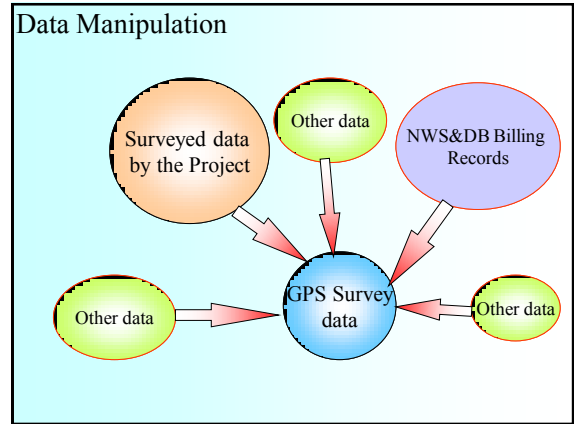 Data Manipulation
Surveyed data
by the Project
Other data
NWS&DB Billing
Records
GPS Survey
data
Other data
Other data